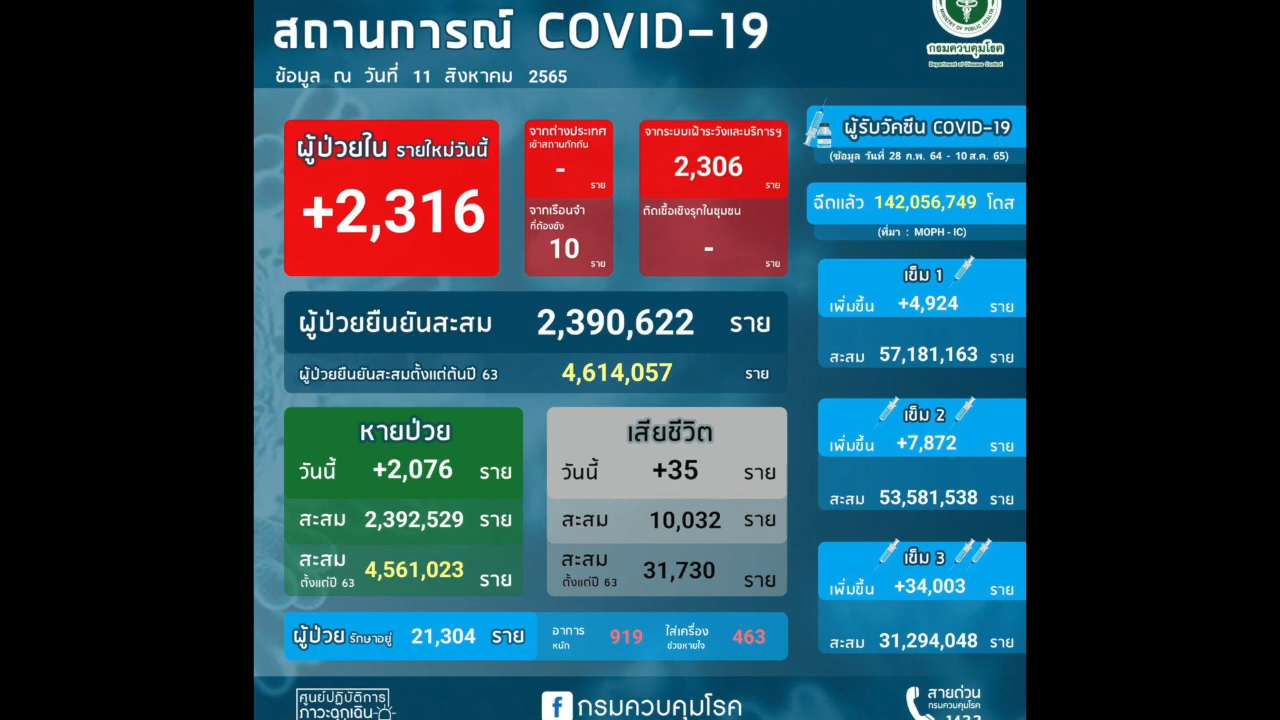 สถานการณ์ COVID-19
ข้อมูล ณ วันที่ 11 สิงหาคม 2565
MINISTRY OF PUBLIC HEALTH
กรมควบคุมโรค
Department of Disease Control
ผู้ป่วยใน รายใหม่วันนี้
+2,316
จากต่างประเทศ
เข้าสถานกักกัน
-
ราย
จากเรือนจำ
ที่ต้องขัง
10
ราย
จากระบบเฝ้าระวังและบริการฯ
2,306
ราย
ติดเชื้อเชิงรุกในชุมชน
-
ราย
ผู้ป่วยยืนยันสะสม 2,390,622 ราย
ผู้ป่วยยืนยันสะสมตั้งแต่ต้นปี 63 4,614,057 ราย
หายป่วย
วันนี้ +2,076 ราย
สะสม 2,392,529 ราย
สะสม
ตั้งแต่ปี 63 4,561,023 ราย
เสียชีวิต
วันนี้ +35 ราย
สะสม 10,032 ราย
สะสม
ตั้งแต่ปี 63 31,730 ราย
ผู้ป่วย รักษาอยู่ 21,304 ราย
อาการ
หนัก 919
ใส่เครื่อง
ช่วยหายใจ 463
ผู้รับวัคซีน COVID-19
(ข้อมูล วันที่ 28 ก.พ. 64 - 10 ส.ค. 65)
ฉีดแล้ว 142,056,749 โดส
(ที่มา : MOPH - IC)
เข็ม 1
เพิ่มขึ้น +4,924 ราย
สะสม 57,181,163 ราย
เข็ม 2
เพิ่มขึ้น +7,872 ราย
สะสม 53,581,538 ราย
เข็ม 3
เพิ่มขึ้น +34,003 ราย
สะสม 31,294,048 ราย
ศูนย์ปฏิบัติการ
ภาวะฉุกเฉิน
f กรมควบคุมโรค
สายด่วน
กรมควบคุมโรค